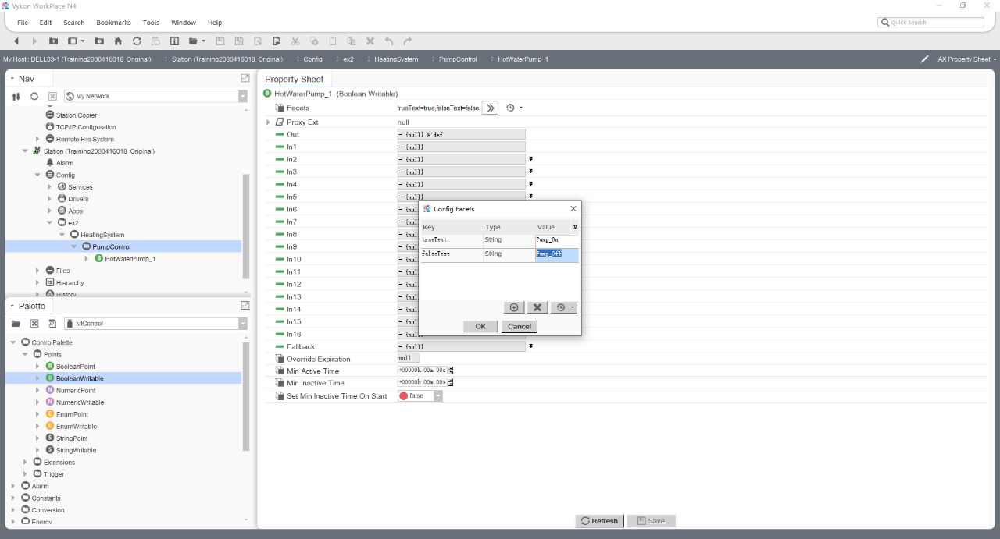 Vykon WorkPlace N4
File Edit Search Bookmarks Tools Window Help
Quick Search
My Host : DELL03-1 (Training2030416018_Original) : Station (Training2030416018_Original) : Config : ex2 : HeatingSystem : PumpControl : HotWaterPump_1 AX Property Sheet
Nav
My Network
Station Copier
TCP/IP Configuration
Remote File System
Station (Training2030416018_Original)
Alarm
Config
Services
Drivers
Apps
ex2
HeatingSystem
PumpControl
HotWaterPump_1
Files
Hierarchy
History
Palette
kitControl
ControlPalette
Points
BooleanPoint
BooleanWritable
NumericPoint
NumericWritable
EnumPoint
EnumWritable
StringPoint
StringWritable
Extensions
Trigger
Alarm
Constants
Conversion
Energy
Property Sheet
HotWaterPump_1 (Boolean Writable)
Facets trueText=true,falseText=false
Proxy Ext null
Out - {null} @ def
In1 - {null}
In2 - {null}
In3 - {null}
In4 - {null}
In5 - {null}
In6 - {nul
In7 - {nul
In8 - {nul
In9 - {nul
In10 - {nul
In11 - {nul
In12 - {nul
In13 - {nul
In14 - {nul
In15 - {nul
In16 - {null}
Fallback - {null}
Override Expiration null
Min Active Time +00000h 00m 00s
Min Inactive Time +00000h 00m 00s
Set Min Inactive Time On Start false
Refresh Save
Config Facets
Key Type Value
trueText String Pump_On
falseText String Pump_Off
OK Cancel